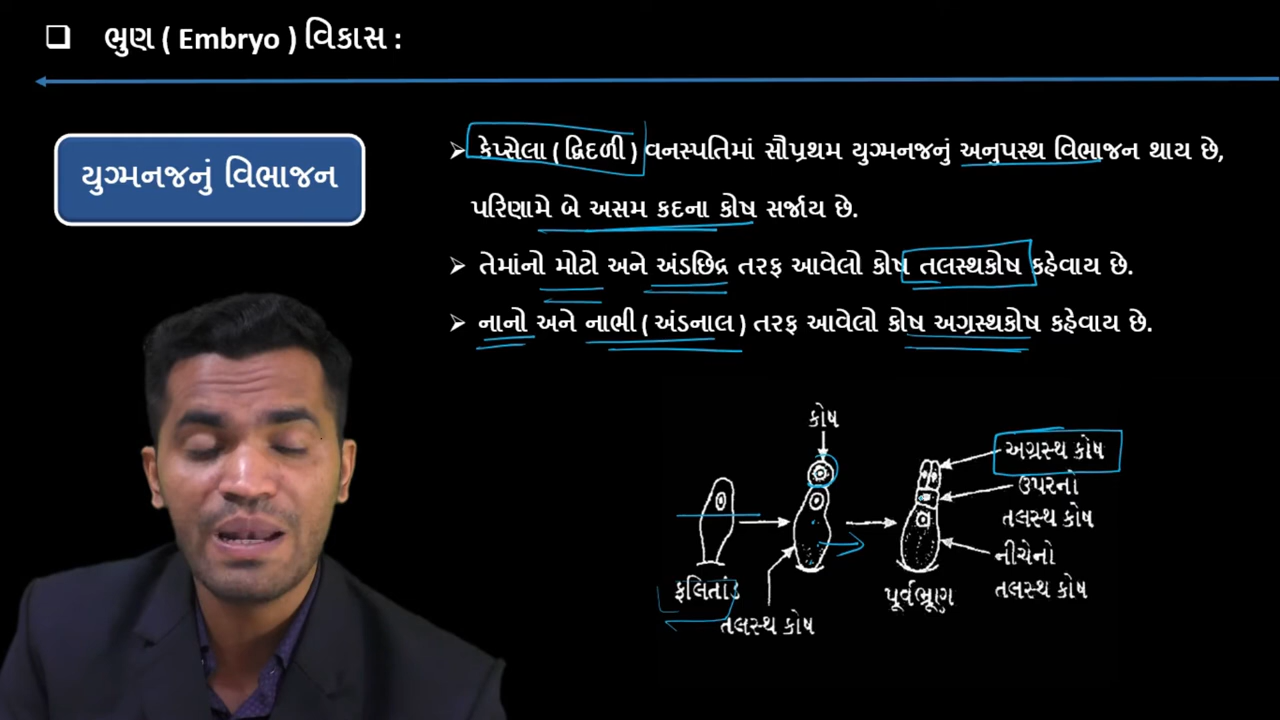 ❑ ભ્રુણ ( Embryo ) વિકાસ :
યુગ્મનજનું વિભાજન
➢ કેપ્સેલા ( દ્વિદળી ) વનસ્પતિમાં સૌપ્રથમ યુગ્મનજનું અનુપસ્થ વિભાજન થાય છે,
પરિણામે બે અસમ કદના કોષ સર્જાય છે.
➢ તેમાંનો મોટો અને અંડછિદ્ર તરફ આવેલો કોષ તલસ્થકોષ કહેવાય છે.
➢ નાનો અને નાભી ( અંડનાલ ) તરફ આવેલો કોષ અગ્રસ્થકોષ કહેવાય છે.
કોષ
અગ્રસ્થ કોષ
ઉપરનો
તલસ્થ કોષ
નીચેનો
તલસ્થ કોષ
ફલિતાંડ
તલસ્થ કોષ
પૂર્વભ્રૂણ